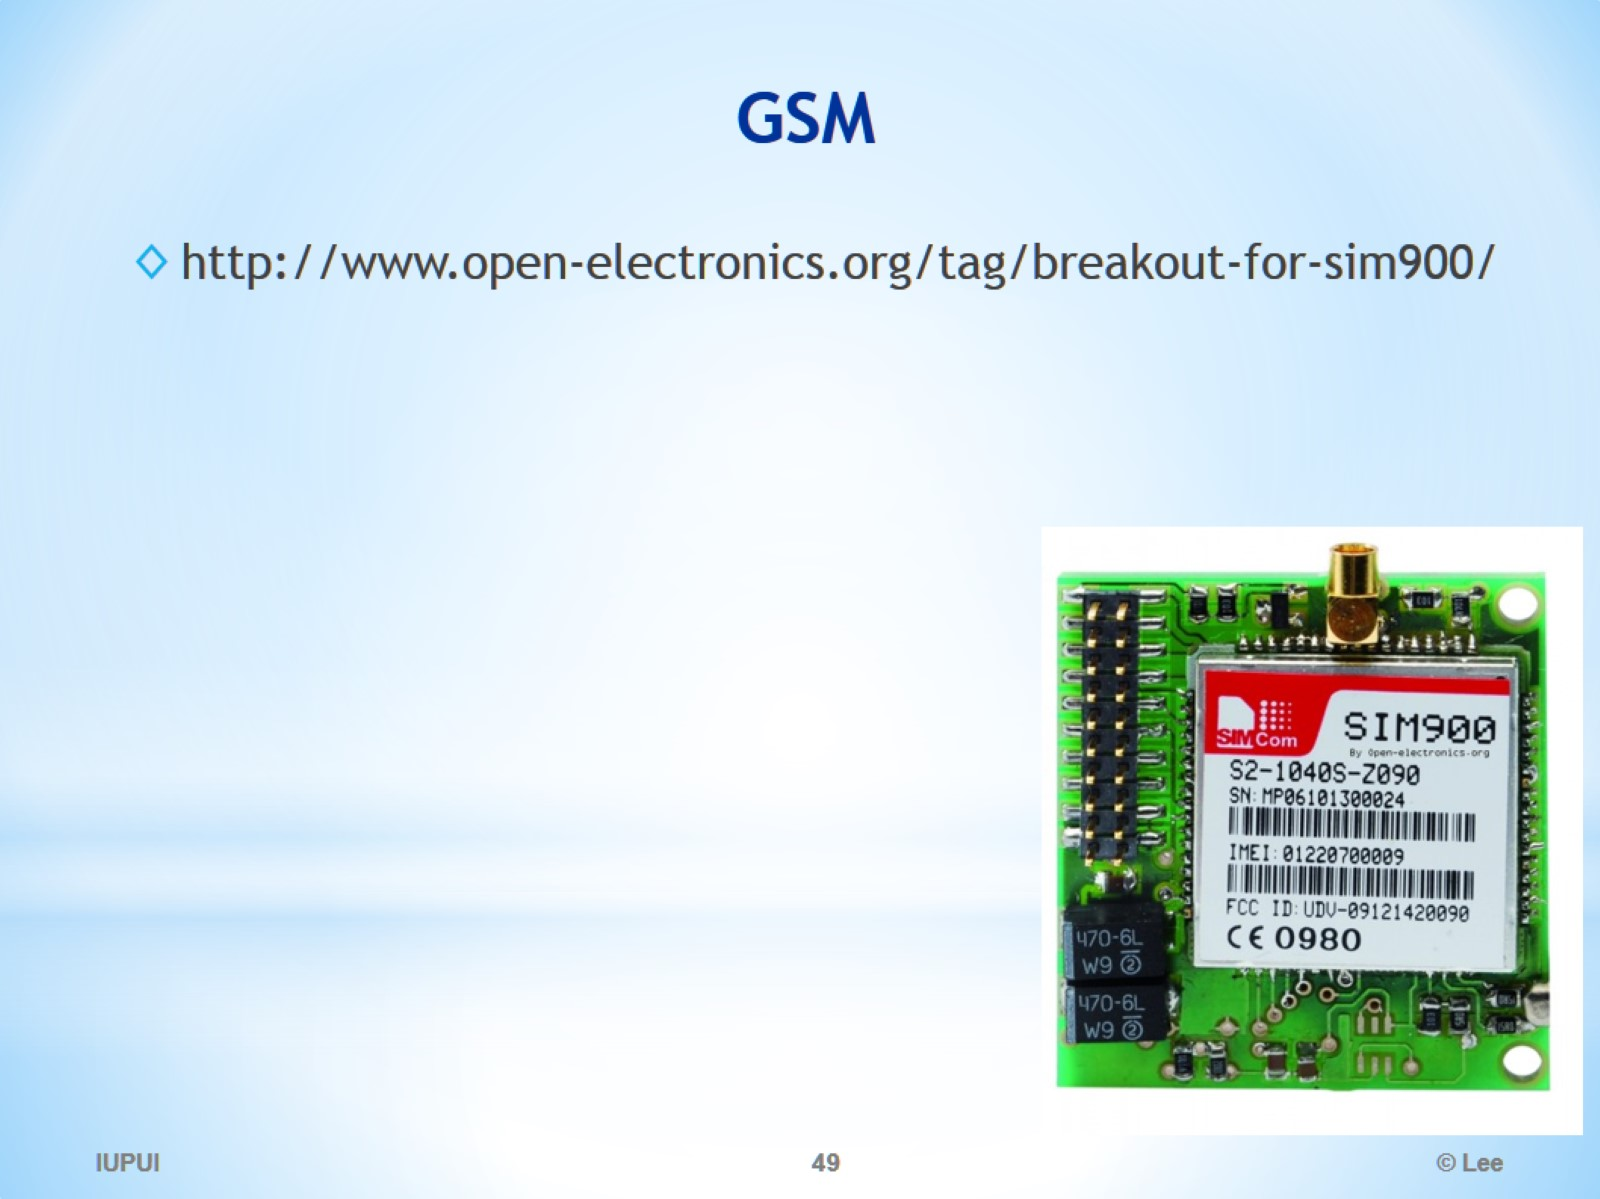 GSM
http://www.open-electronics.org/tag/breakout-for-sim900/
SIM Com
SIM900
By Open-electronics.org
S2-1040S-Z090
SN: MP06101300024
IMEI: 01220700009
FCC ID: UDV-09121420090
CE 0980
470-6L
W9 ②
470-6L
W9 ②
IUPUI
49
© Lee